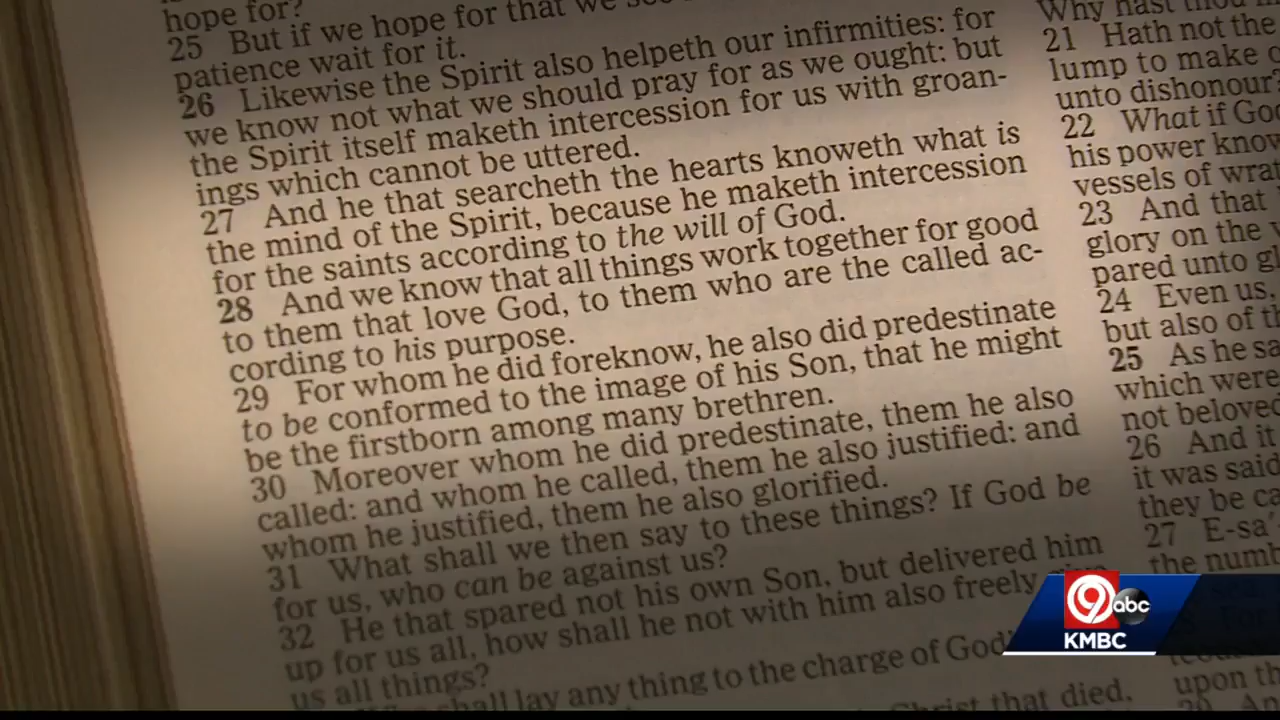 hope for?
25 But if we hope for that we
patience wait for it.
26 Likewise the Spirit also helpeth our infirmities: for
we know not what we should pray for as we ought: but
the Spirit itself maketh intercession for us with groan-
ings which cannot be uttered.
27 And he that searcheth the hearts knoweth what is
the mind of the Spirit, because he maketh intercession
for the saints according to the will of God.
28 And we know that all things work together for good
to them that love God, to them who are the called ac-
cording to his purpose.
29 For whom he did foreknow, he also did predestinate
to be conformed to the image of his Son, that he might
be the firstborn among many brethren.
30 Moreover whom he did predestinate, them he also
called: and whom he called, them he also justified: and
whom he justified, them he also glorified.
31 What shall we then say to these things? If God be
for us, who can be against us?
32 He that spared not his own Son, but delivered him
up for us all, how shall he not with him also freely
us all things?
shall lay any thing to the charge of God'
Christ that died.
Why hast thou
21 Hath not the
lump to make
unto dishonour?
22 What if God
his power know
vessels of wrat
23 And that
glory on the
pared unto gl
24 Even us,
but also of th
25 As he sa
which were
not beloved
26 And it
it was said
they be ca
27 E-sa'
the numb
upon th
9 abc
KMBC